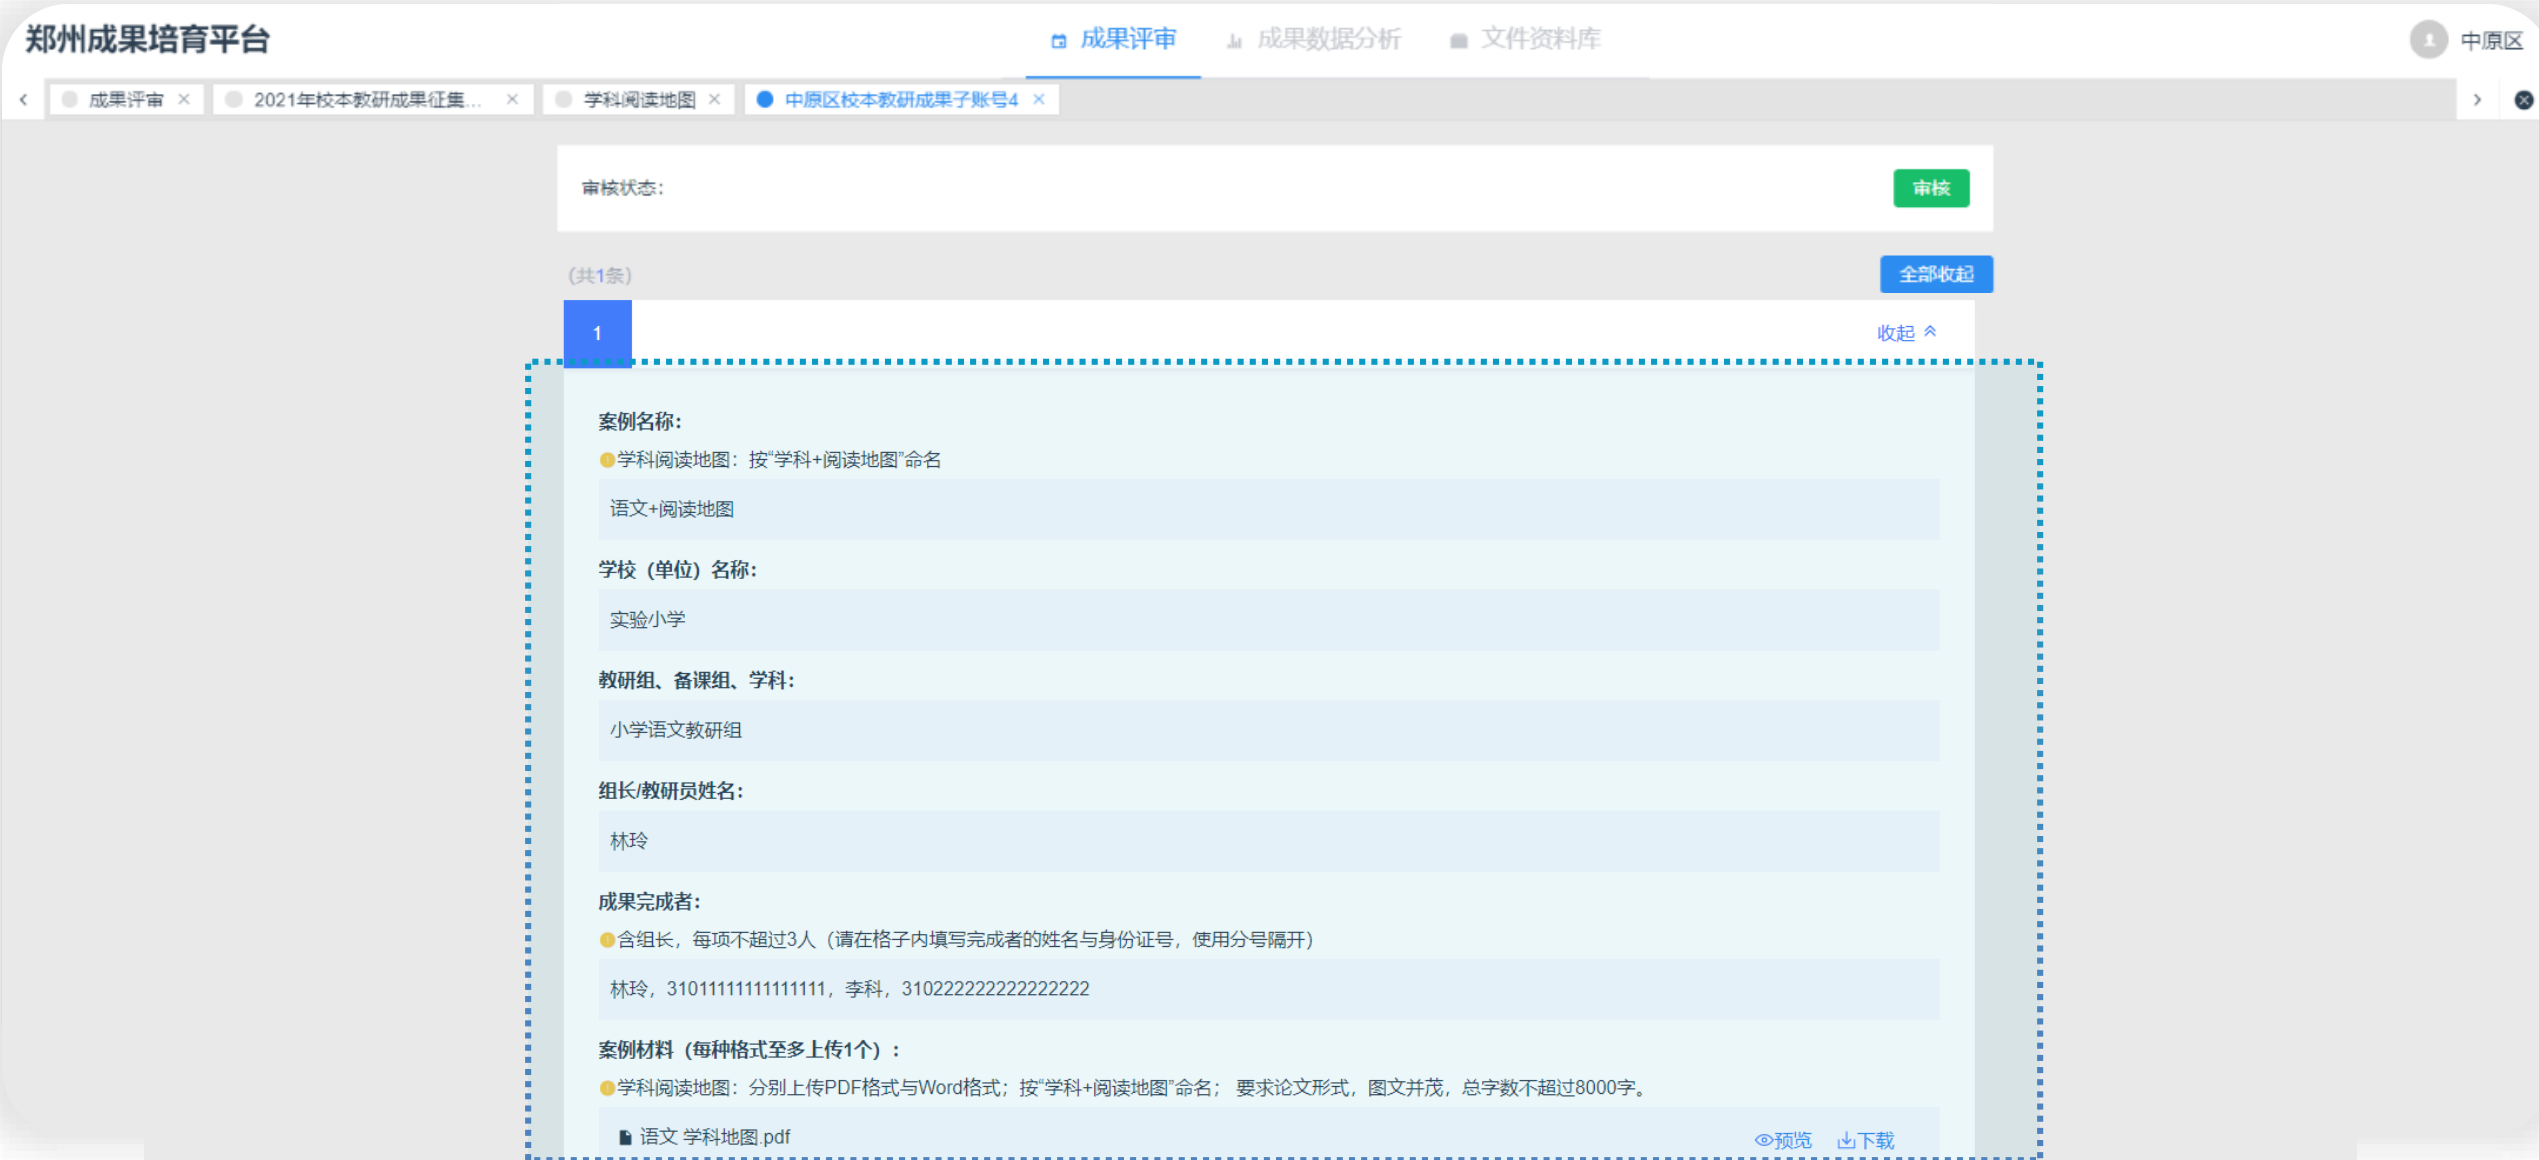 郑州成果培育平台
成果评审 成果数据分析 文件资料库
中原区
成果评审 2021年校本教研成果征集... 学科阅读地图 中原区校本教研成果子账号4
审核状态：
审核
（共1条）
全部收起
1
收起
案例名称：
学科阅读地图：按“学科+阅读地图”命名
语文+阅读地图
学校（单位）名称：
实验小学
教研组、备课组、学科：
小学语文教研组
组长/教研员姓名：
林玲
成果完成者：
含组长，每项不超过3人（请在格子内填写完成者的姓名与身份证号，使用分号隔开）
林玲，31011111111111111，李科，310222222222222222
案例材料（每种格式至多上传1个）：
学科阅读地图：分别上传PDF格式与Word格式；按“学科+阅读地图”命名； 要求论文形式，图文并茂，总字数不超过8000字。
语文 学科地图.pdf
预览 下载